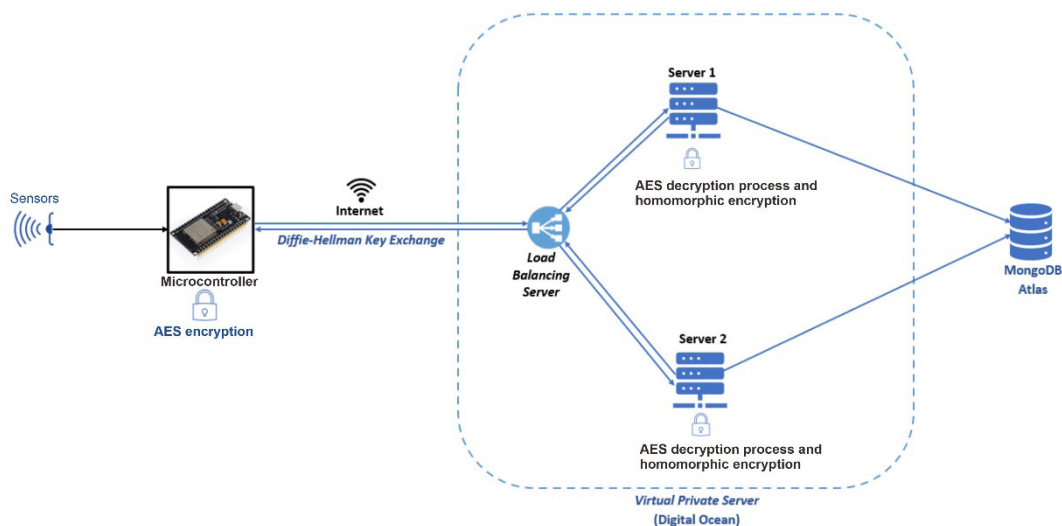 Sensors
Microcontroller
AES encryption
Internet
Diffie-Hellman Key Exchange
Load
Balancing
Server
Server 1
AES decryption process and
homomorphic encryption
Server 2
AES decryption process and
homomorphic encryption
Virtual Private Server
(Digital Ocean)
MongoDB
Atlas